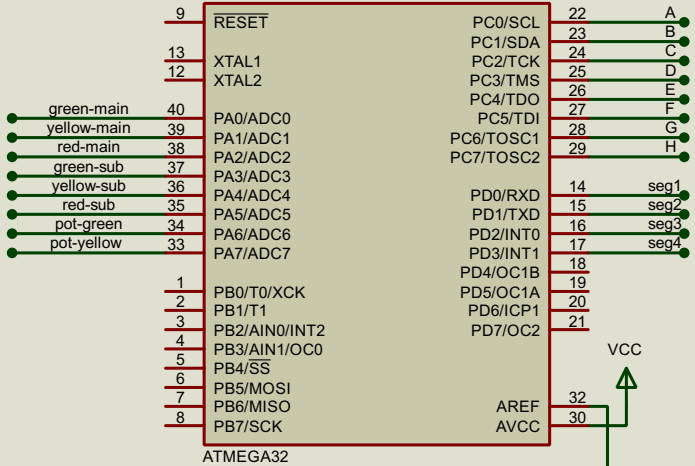 green-main
yellow-main
red-main
green-sub
yellow-sub
red-sub
pot-green
pot-yellow
9 RESET
13 XTAL1
12 XTAL2
40 PA0/ADC0
39 PA1/ADC1
38 PA2/ADC2
37 PA3/ADC3
36 PA4/ADC4
35 PA5/ADC5
34 PA6/ADC6
33 PA7/ADC7
1 PB0/T0/XCK
2 PB1/T1
3 PB2/AIN0/INT2
4 PB3/AIN1/OC0
5 PB4/SS
6 PB5/MOSI
7 PB6/MISO
8 PB7/SCK
PC0/SCL 22 A
PC1/SDA 23 B
PC2/TCK 24 C
PC3/TMS 25 D
PC4/TDO 26 E
PC5/TDI 27 F
PC6/TOSC1 28 G
PC7/TOSC2 29 H
PD0/RXD 14 seg1
PD1/TXD 15 seg2
PD2/INT0 16 seg3
PD3/INT1 17 seg4
PD4/OC1B 18
PD5/OC1A 19
PD6/ICP1 20
PD7/OC2 21
VCC
AREF 32
AVCC 30
ATMEGA32